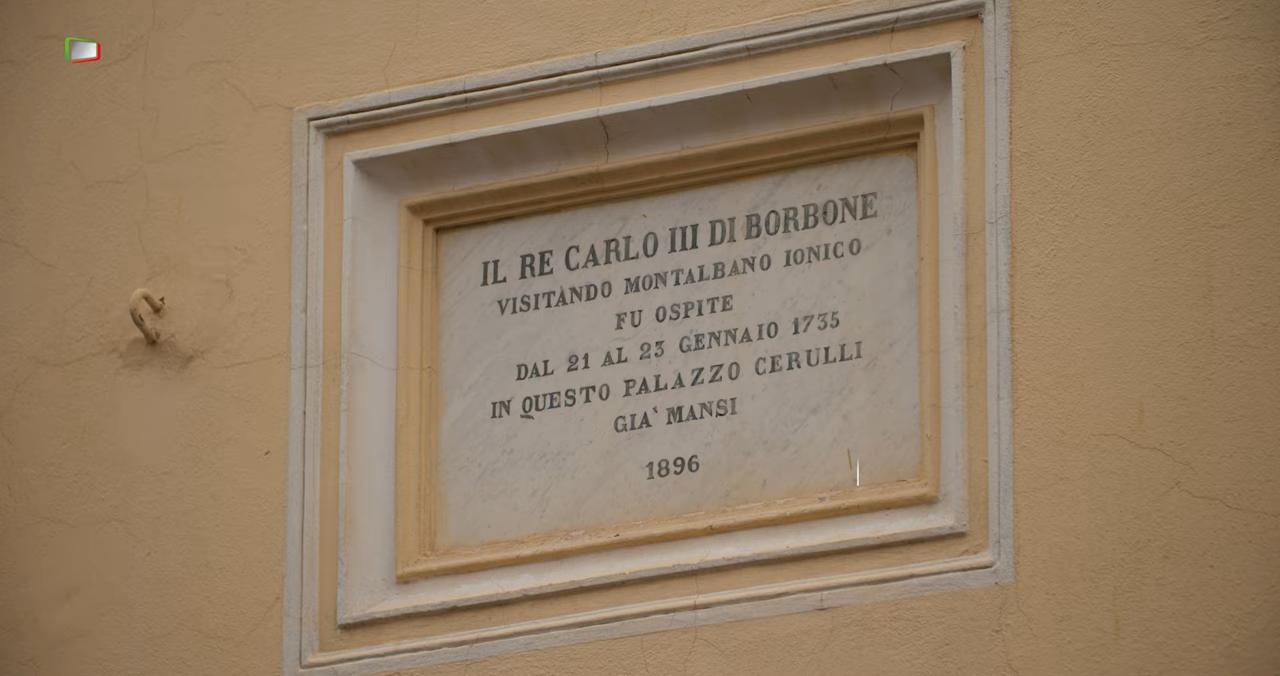 IL RE CARLO III DI BORBONE
VISITANDO MONTALBANO IONICO
FU OSPITE
DAL 21 AL 23 GENNAIO 1735
IN QUESTO PALAZZO CERULLI
GIA' MANSI
1896